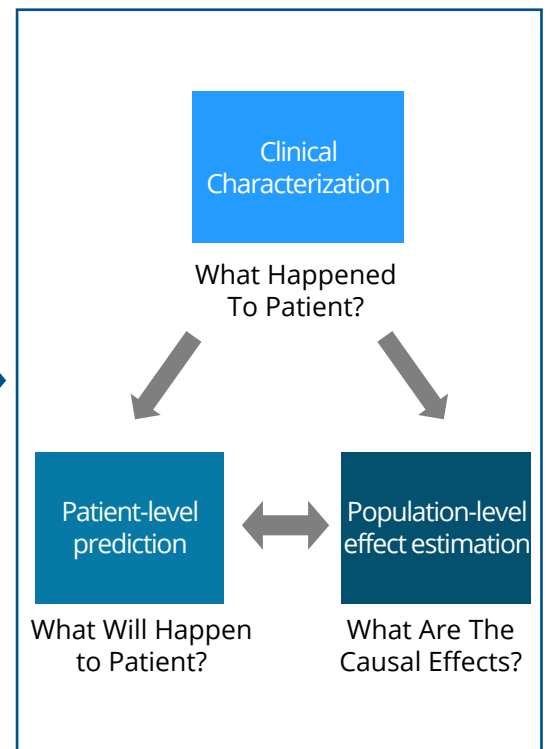 Clinical
Characterization
What Happened
To Patient?
Patient-level
prediction
Population-level
effect estimation
What Will Happen
to Patient?
What Are The
Causal Effects?